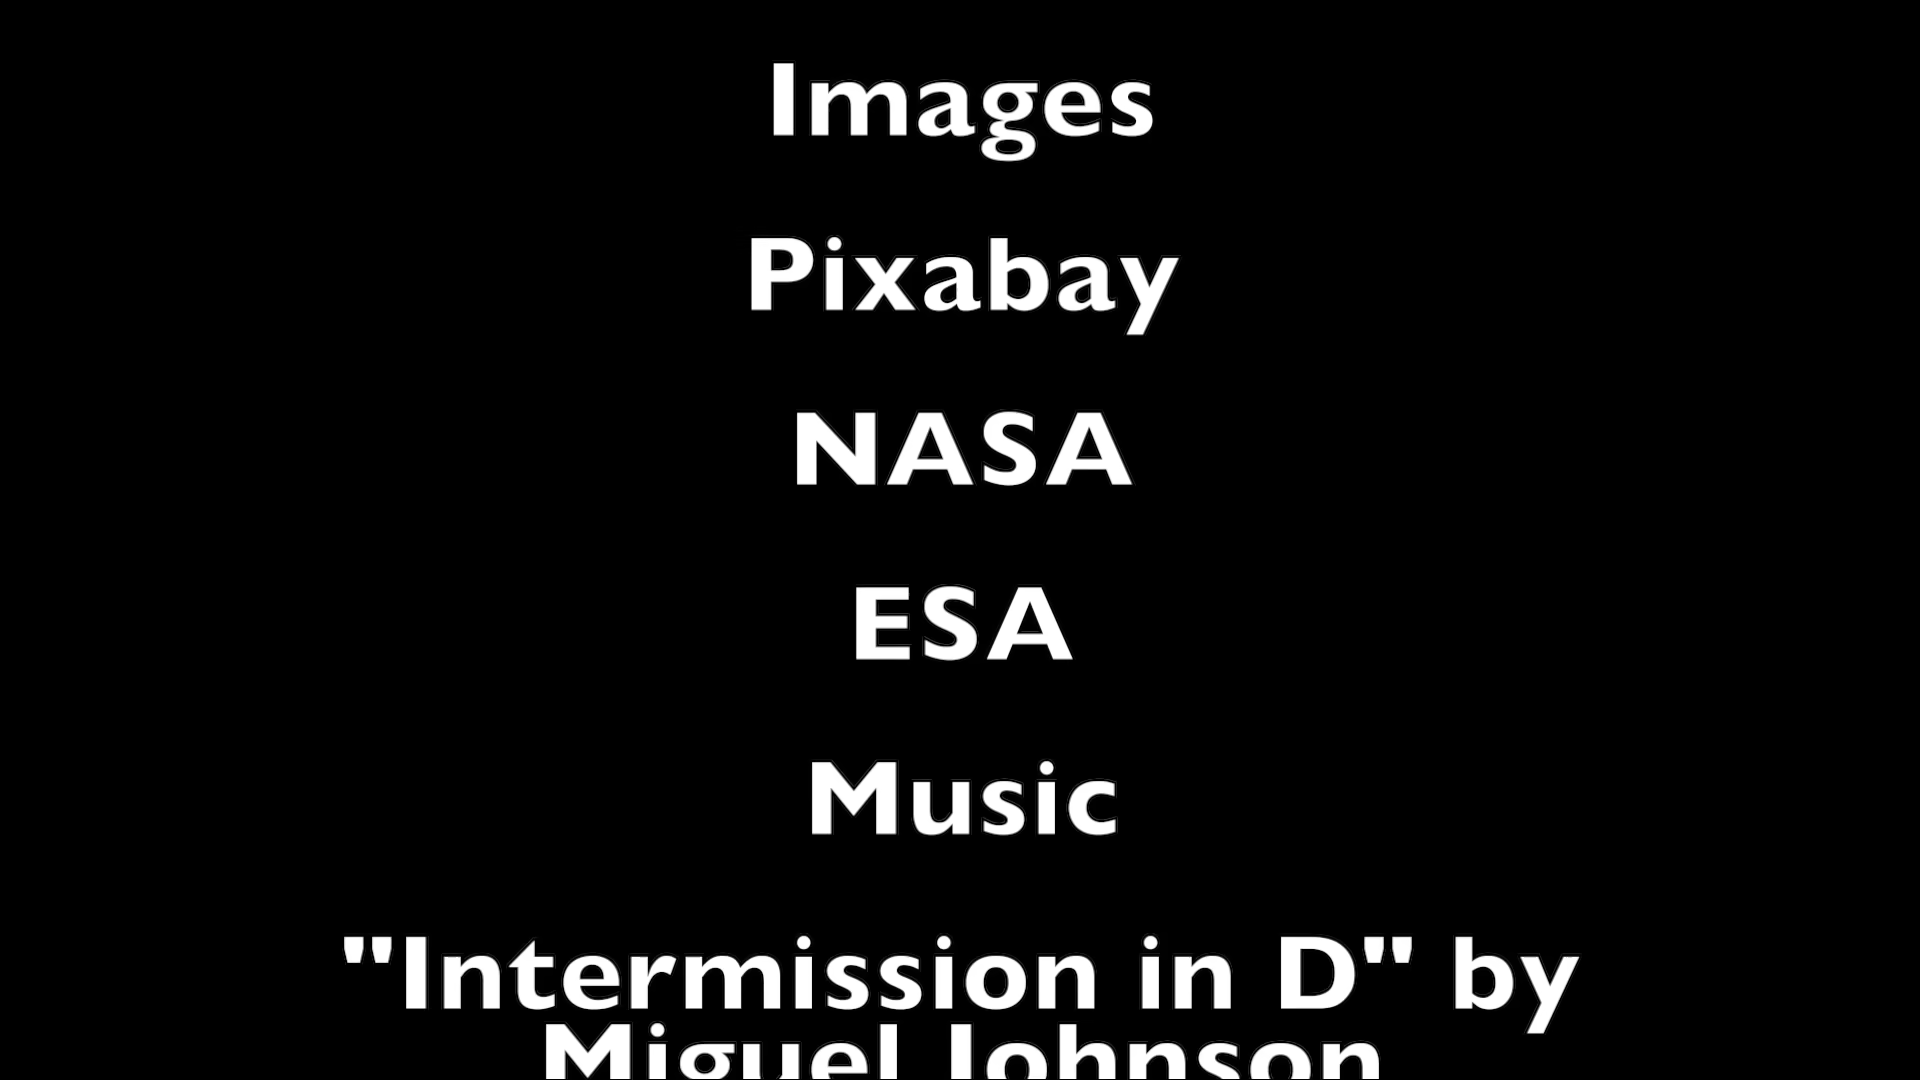 Images
Pixabay
NASA
ESA
Music
"Intermission in D" by
Miguel Johnson